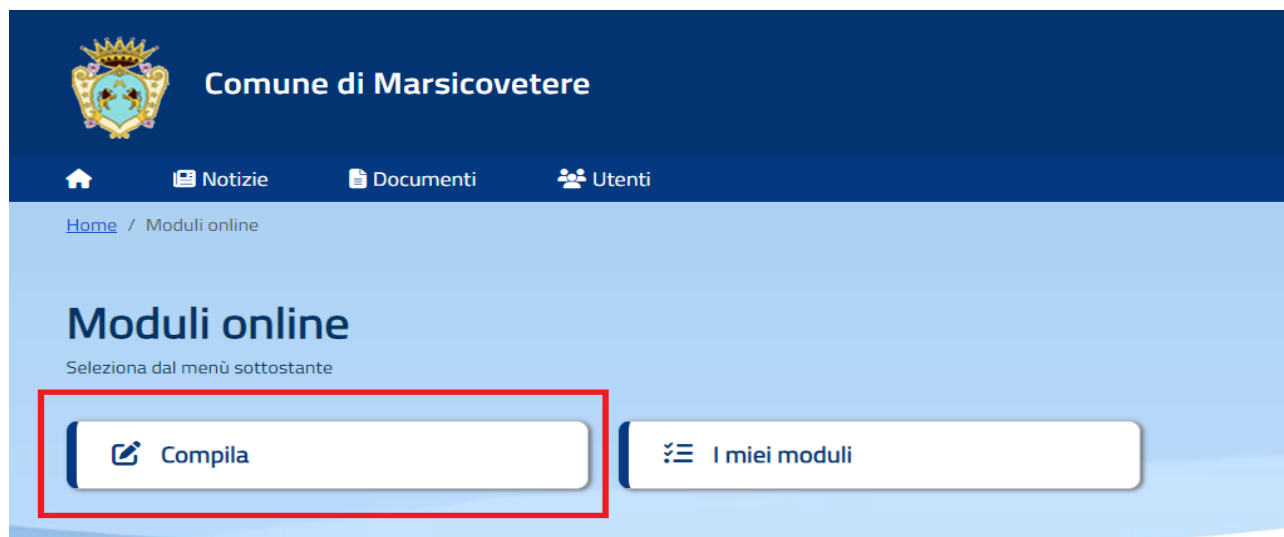 Comune di Marsicovetere
Notizie Documenti Utenti
Home / Moduli online
Moduli online
Seleziona dal menù sottostante
Compila I miei moduli